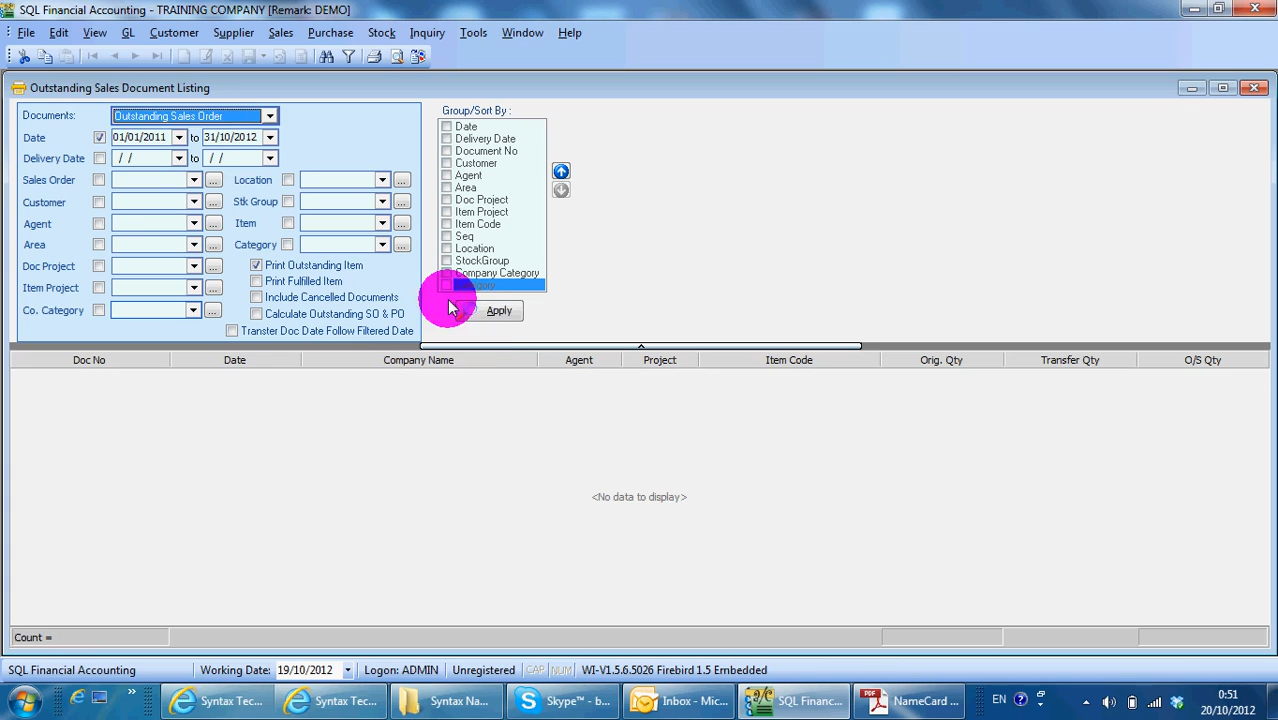 SQL Financial Accounting - TRAINING COMPANY [Remark: DEMO]
File Edit View GL Customer Supplier Sales Purchase Stock Inquiry Tools Window Help
Outstanding Sales Document Listing
Documents: Outstanding Sales Order
Date 01/01/2011 to 31/10/2012
Delivery Date / / to / /
Sales Order ... Location ...
Customer ... Stk Group ...
Agent ... Item ...
Area ... Category ...
Doc Project ... Print Outstanding Item
Item Project ... Print Fulfilled Item
Include Cancelled Documents
Co. Category ... Calculate Outstanding SO & PO
Transfer Doc Date Follow Filtered Date
Group/Sort By :
Date
Delivery Date
Document No
Customer
Agent
Area
Doc Project
Item Project
Item Code
Seq
Location
StockGroup
Company Category
Category
Apply
Doc No Date Company Name Agent Project Item Code Orig. Qty Transfer Qty O/S Qty
<No data to display>
Count =
SQL Financial Accounting Working Date: 19/10/2012 Logon: ADMIN Unregistered CAP NUM WI-V1.5.6.5026 Firebird 1.5 Embedded
Syntax Tec... Syntax Tec... Syntax Na... Skype™ - b... Inbox - Mic... SQL Financ... NameCard ... EN 0:51
20/10/2012